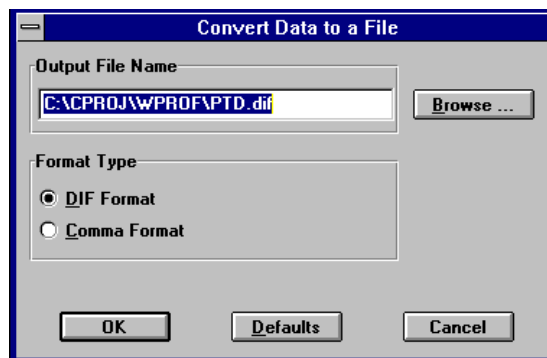 Convert Data to a File
Output File Name
C:\CPROJ\WPROF\PTD.dif
Browse ...
Format Type
DIF Format
Comma Format
OK Defaults Cancel